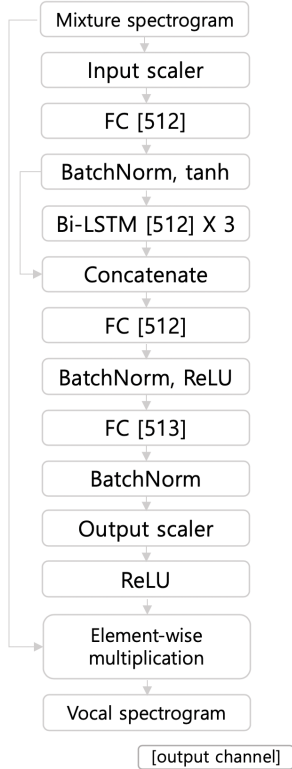 Mixture spectrogram
Input scaler
FC [512]
BatchNorm, tanh
Bi-LSTM [512] X 3
Concatenate
FC [512]
BatchNorm, ReLU
FC [513]
BatchNorm
Output scaler
ReLU
Element-wise
multiplication
Vocal spectrogram
[output channel]